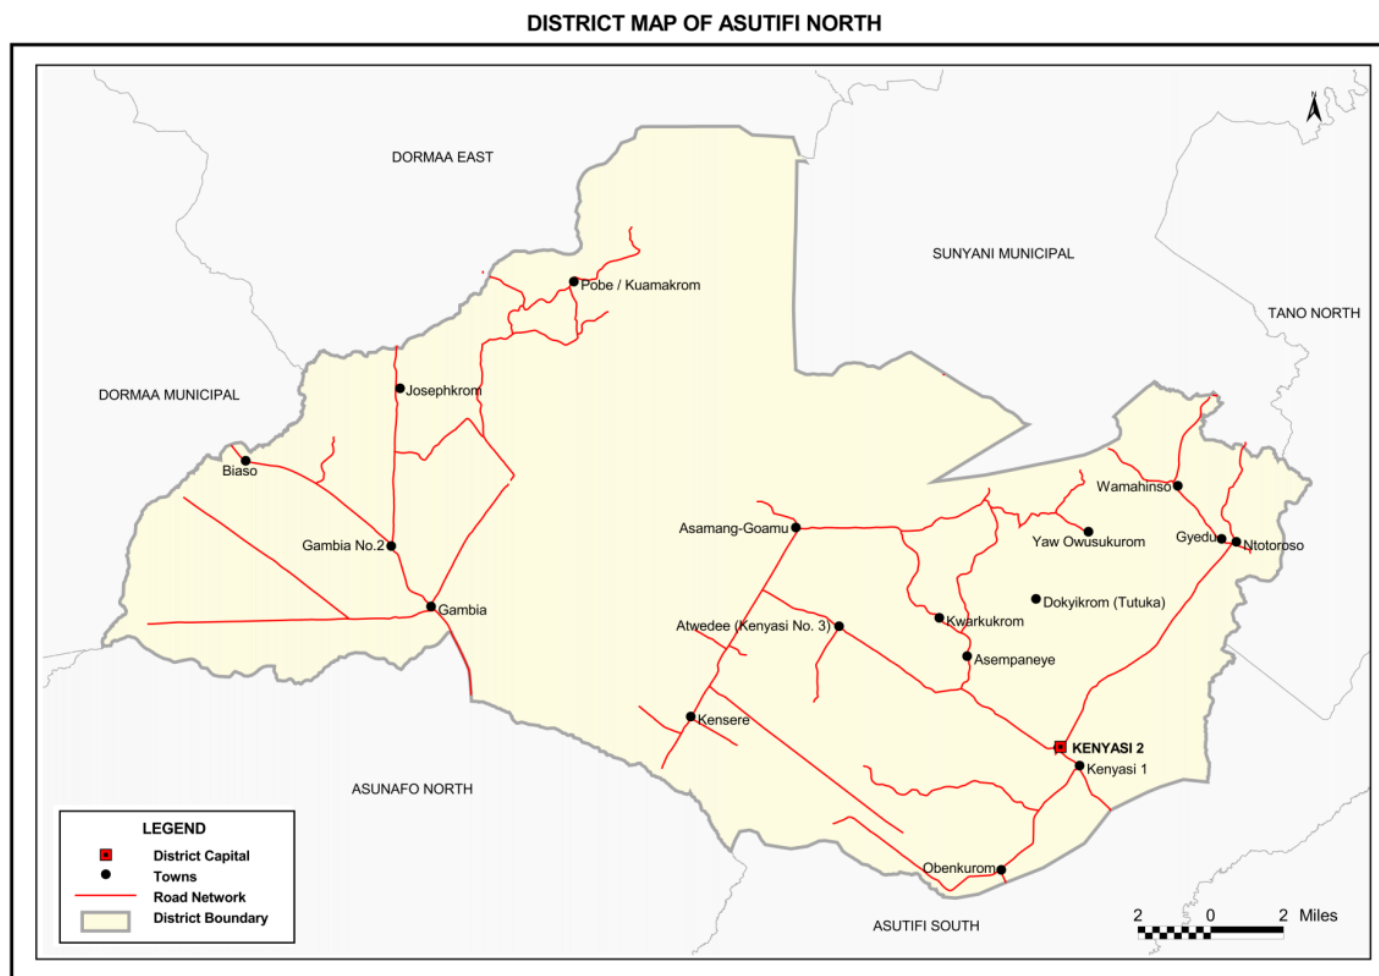 DISTRICT MAP OF ASUTIFI NORTH
N
DORMAA EAST
SUNYANI MUNICIPAL
Pobe / Kuamakrom
TANO NORTH
DORMAA MUNICIPAL
Josephkrom
Biaso
Wamahinso
Asamang-Goamu
Yaw Owusukurom
Gyedu
Ntotoroso
Gambia No.2
Gambia
Dokyikrom (Tutuka)
Kwarkukrom
Atwedee (Kenyasi No. 3)
Asempaneye
Kensere
KENYASI 2
Kenyasi 1
ASUNAFO NORTH
Obenkurom
ASUTIFI SOUTH
LEGEND
District Capital
Towns
Road Network
District Boundary
2 0 2 Miles